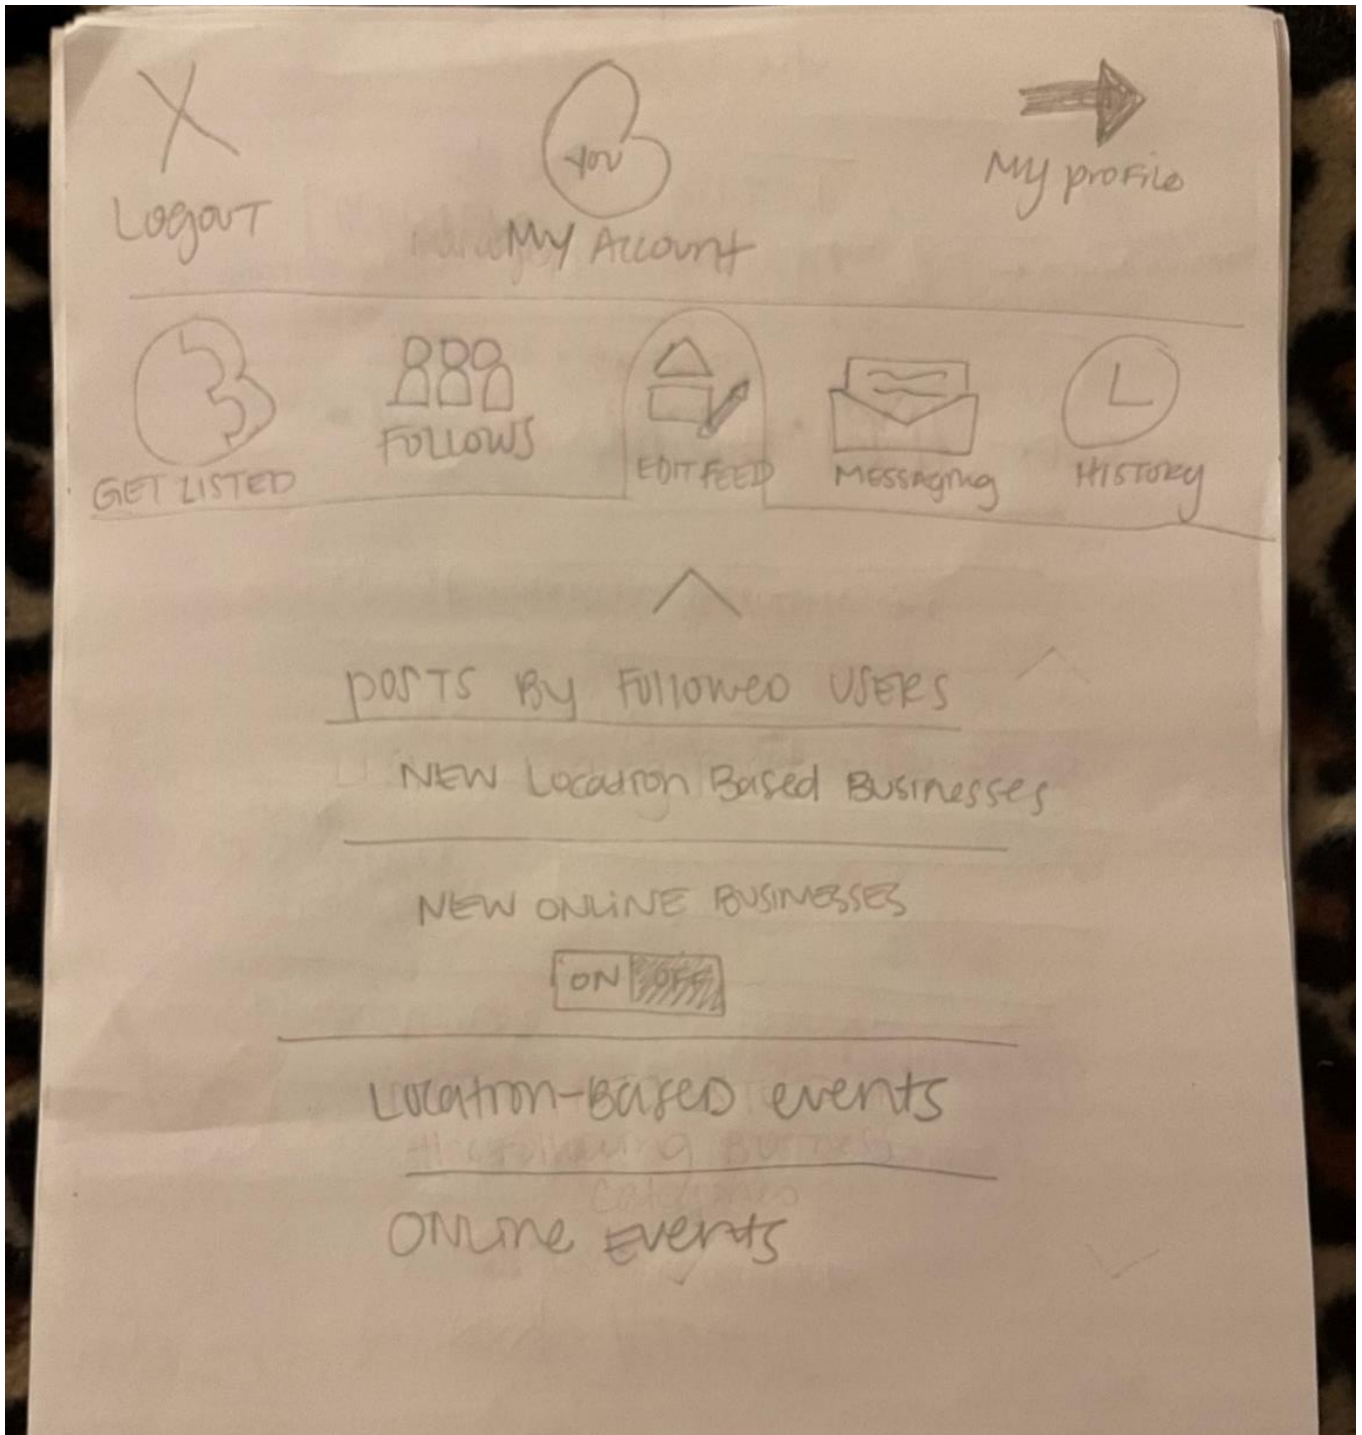 YOU
Logout
My Account
My profile
GET LISTED
FOLLOWS
EDIT FEED
MESSAGING
HISTORY
POSTS By FOllOWED USERS
NEW Location Based Businesses
NEW ONLINE BUSINESSES
ON OFF
Location-Based events
Online Events